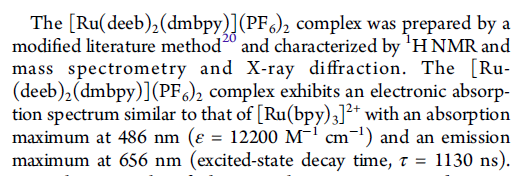 The [Ru(deeb)₂(dmbpy)](PF₆)₂ complex was prepared by a
modified literature method²⁰ and characterized by ¹H NMR and
mass spectrometry and X-ray diffraction. The [Ru-
(deeb)₂(dmbpy)](PF₆)₂ complex exhibits an electronic absorp-
tion spectrum similar to that of [Ru(bpy)₃]²⁺ with an absorption
maximum at 486 nm (ε = 12200 M⁻¹ cm⁻¹) and an emission
maximum at 656 nm (excited-state decay time, τ = 1130 ns).